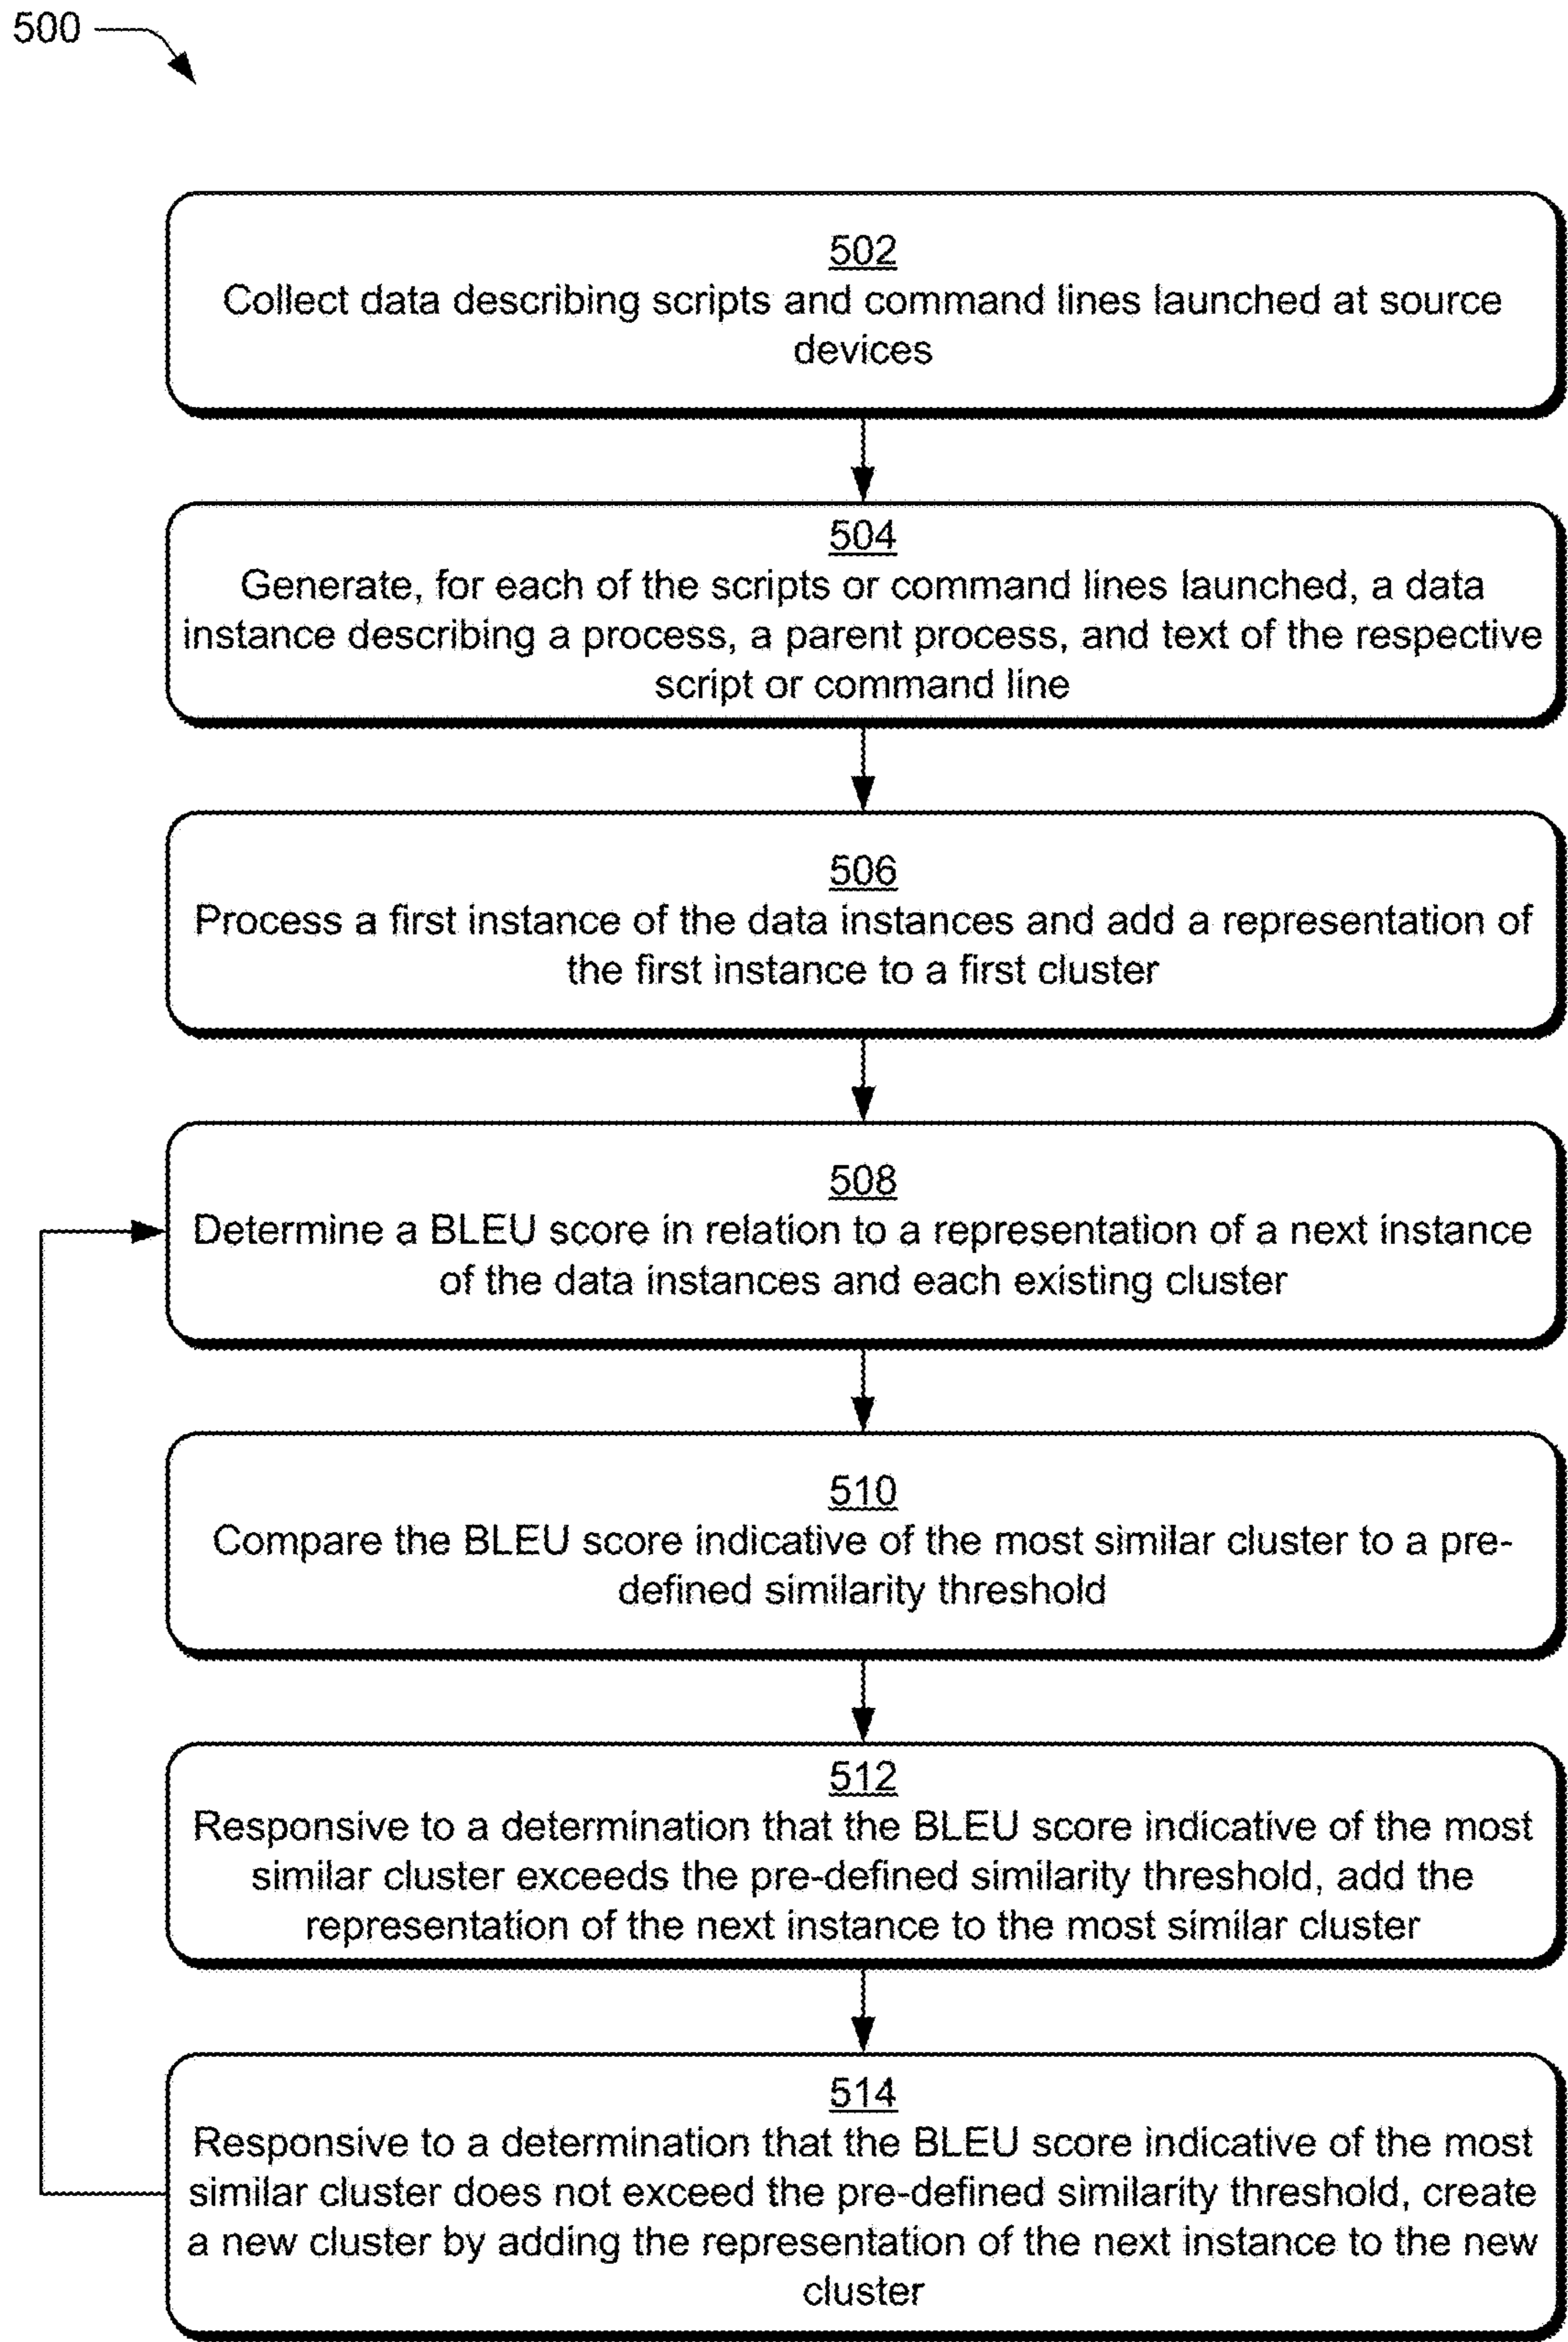 500
502
Collect data describing scripts and command lines launched at source
devices
504
Generate, for each of the scripts or command lines launched, a data
instance describing a process, a parent process, and text of the respective
script or command line
506
Process a first instance of the data instances and add a representation of
the first instance to a first cluster
508
Determine a BLEU score in relation to a representation of a next instance
of the data instances and each existing cluster
510
Compare the BLEU score indicative of the most similar cluster to a pre-
defined similarity threshold
512
Responsive to a determination that the BLEU score indicative of the most
similar cluster exceeds the pre-defined similarity threshold, add the
representation of the next instance to the most similar cluster
514
Responsive to a determination that the BLEU score indicative of the most
similar cluster does not exceed the pre-defined similarity threshold, create
a new cluster by adding the representation of the next instance to the new
cluster